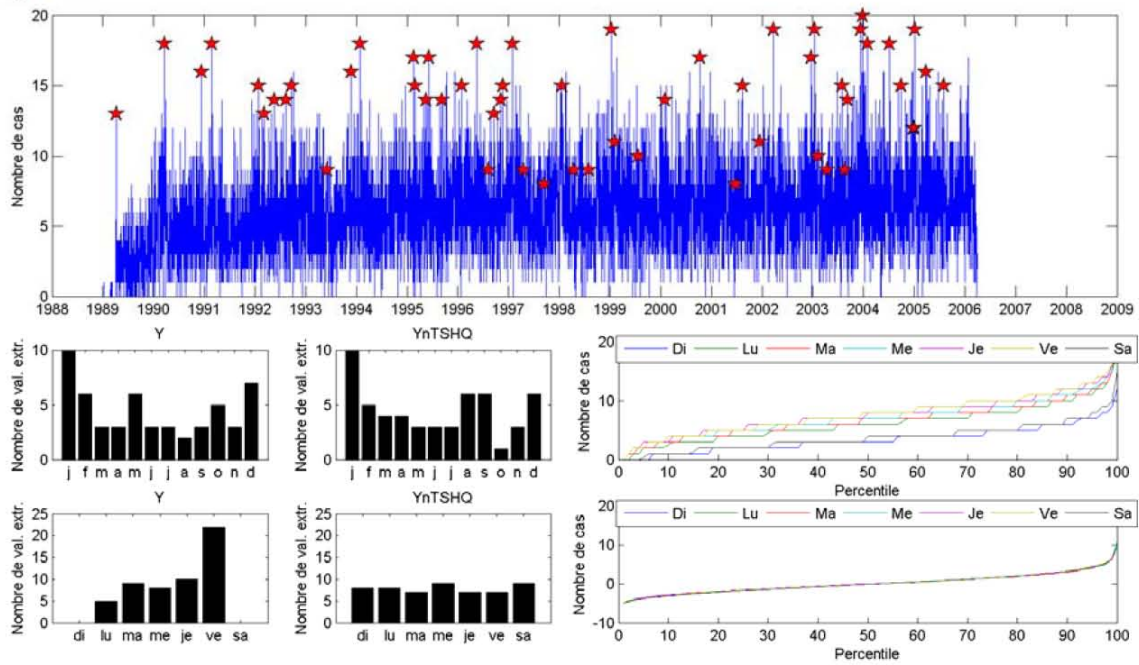 20
15
10
5
0
Nombre de cas
1988 1989 1990 1991 1992 1993 1994 1995 1996 1997 1998 1999 2000 2001 2002 2003 2004 2005 2006 2007 2008 2009
Y
10
5
0
Nombre de val. extr.
j f m a m j j a s o n d
YnTSHQ
10
5
0
Nombre de val. extr.
j f m a m j j a s o n d
Di Lu Ma Me Je Ve Sa
20
10
0
Nombre de cas
10 20 30 40 50 60 70 80 90 100
Percentile
Y
25
20
15
10
5
0
Nombre de val. extr.
di lu ma me je ve sa
YnTSHQ
25
20
15
10
5
0
Nombre de val. extr.
di lu ma me je ve sa
Di Lu Ma Me Je Ve Sa
20
10
0
-10
Nombre de cas
10 20 30 40 50 60 70 80 90 100
Percentile